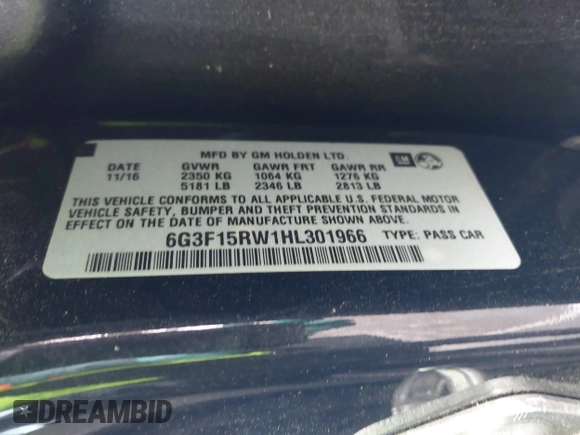 MFD BY GM HOLDEN LTD.
DATE GVWR GAWR FRT GAWR RR GM
11/16 2350 KG 1064 KG 1276 KG
5181 LB 2346 LB 2813 LB
THIS VEHICLE CONFORMS TO ALL APPLICABLE U.S. FEDERAL MOTOR
VEHICLE SAFETY, BUMPER AND THEFT PREVENTION STANDARDS IN
EFFECT ON THE DATE OF MANUFACTURE SHOWN ABOVE.
6G3F15RW1HL301966 TYPE: PASS CAR
DREAMBID